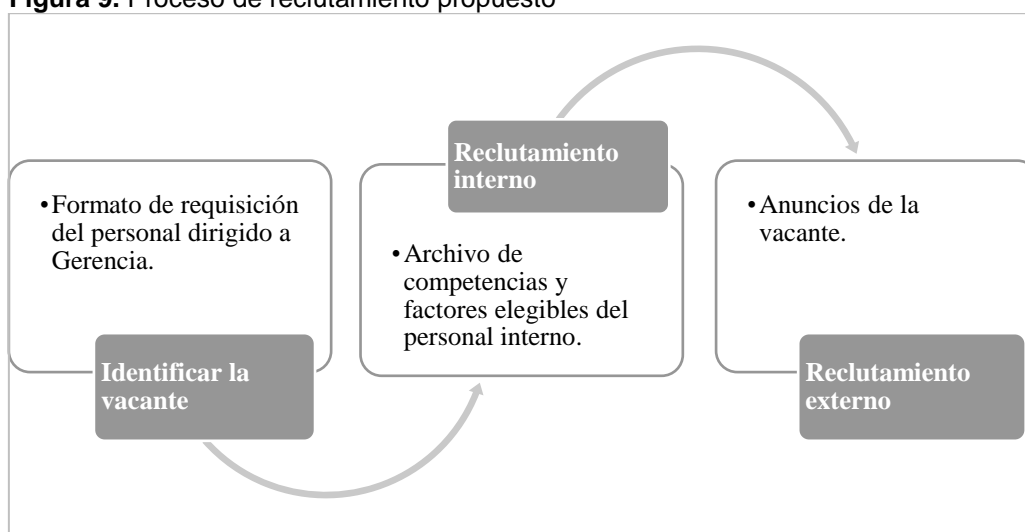 Figura 9. Proceso de reclutamiento propuesto
•Formato de requisición
del personal dirigido a
Gerencia.
Identificar la
vacante
Reclutamiento
interno
•Archivo de
competencias y
factores elegibles del
personal interno.
•Anuncios de la
vacante.
Reclutamiento
externo